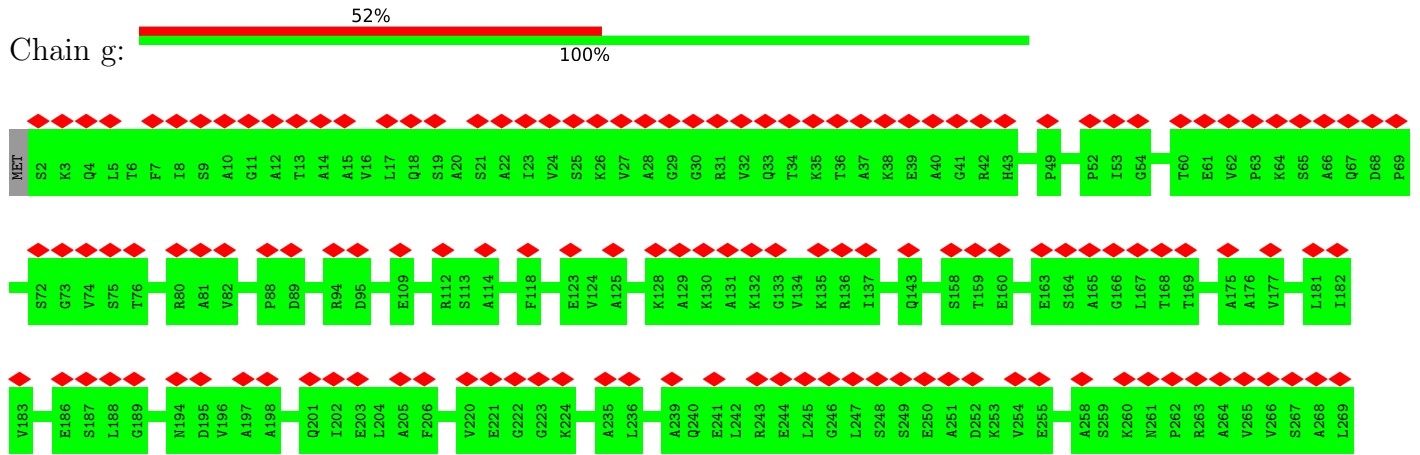 52%
Chain g:
100%
MET S2 K3 Q4 L5 T6 F7 I8 S9 A10 G11 A12 T13 A14 A15 V16 L17 Q18 S19 A20 S21 A22 I23 V24 S25 K26 V27 A28 G29 G30 R31 V32 Q33 T34 K35 T36 A37 K38 E39 A40 G41 R42 H43 P49 P52 I53 G54 T60 E61 V62 P63 K64 S65 A66 Q67 D68 P69
S72 G73 V74 S75 T76 R80 A81 V82 P88 D89 R94 D95 E109 R112 S113 A114 F118 E123 V124 A125 K128 A129 K130 A131 K132 G133 V134 K135 R136 I137 Q143 S158 T159 E160 E163 S164 A165 G166 L167 T168 T169 A175 A176 V177 L181 I182
V183 E186 S187 L188 G189 N194 D195 V196 A197 A198 Q201 I202 E203 L204 A205 F206 V220 E221 G222 G223 K224 A235 L236 A239 Q240 E241 L242 R243 E244 L245 G246 L247 S248 S249 E250 A251 D252 K253 V254 E255 A258 S259 K260 N261 P262 R263 A264 V265 V266 S267 A268 L269